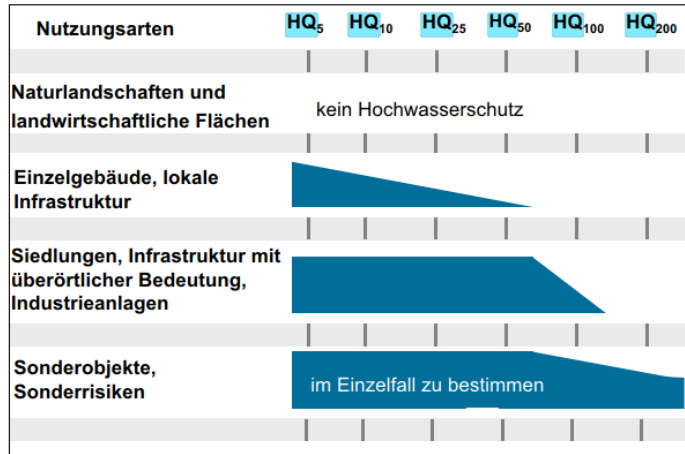 Nutzungsarten HQ5 HQ10 HQ25 HQ50 HQ100 HQ200
Naturlandschaften und
landwirtschaftliche Flächen
kein Hochwasserschutz
Einzelgebäude, lokale
Infrastruktur
Siedlungen, Infrastruktur mit
überörtlicher Bedeutung,
Industrieanlagen
Sonderobjekte,
Sonderrisiken
im Einzelfall zu bestimmen